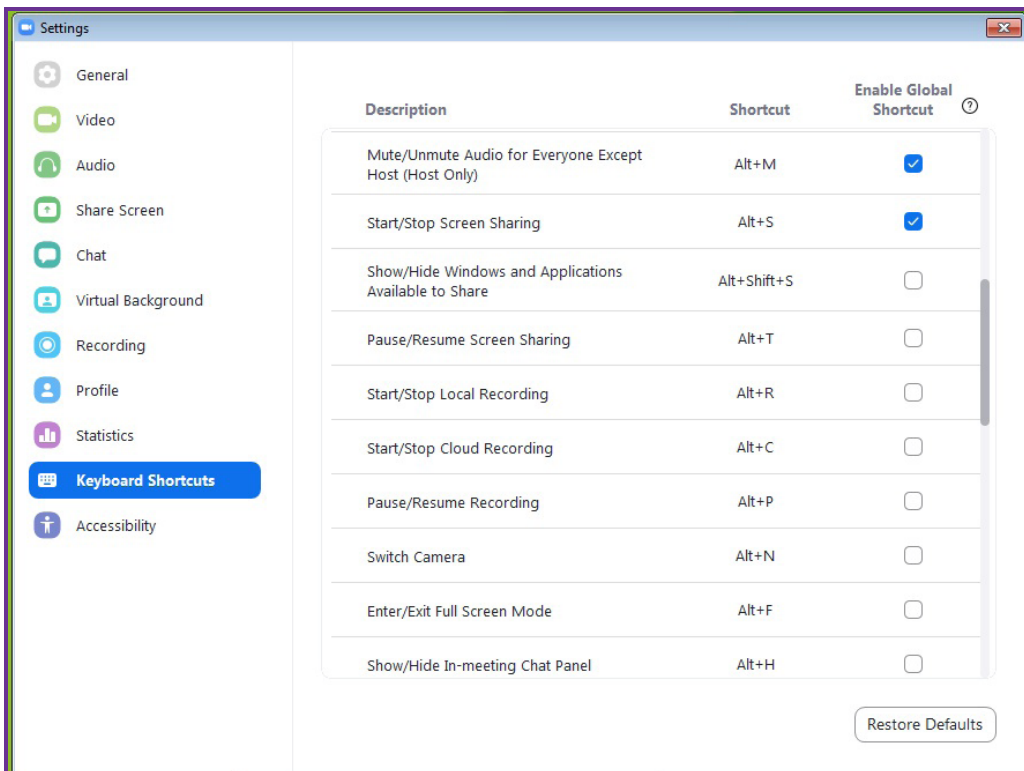 Settings
General
Video
Audio
Share Screen
Chat
Virtual Background
Recording
Profile
Statistics
Keyboard Shortcuts
Accessibility
Description Shortcut Enable Global
Shortcut ?
Mute/Unmute Audio for Everyone Except
Host (Host Only) Alt+M
Start/Stop Screen Sharing Alt+S
Show/Hide Windows and Applications
Available to Share Alt+Shift+S
Pause/Resume Screen Sharing Alt+T
Start/Stop Local Recording Alt+R
Start/Stop Cloud Recording Alt+C
Pause/Resume Recording Alt+P
Switch Camera Alt+N
Enter/Exit Full Screen Mode Alt+F
Show/Hide In-meeting Chat Panel Alt+H
Restore Defaults